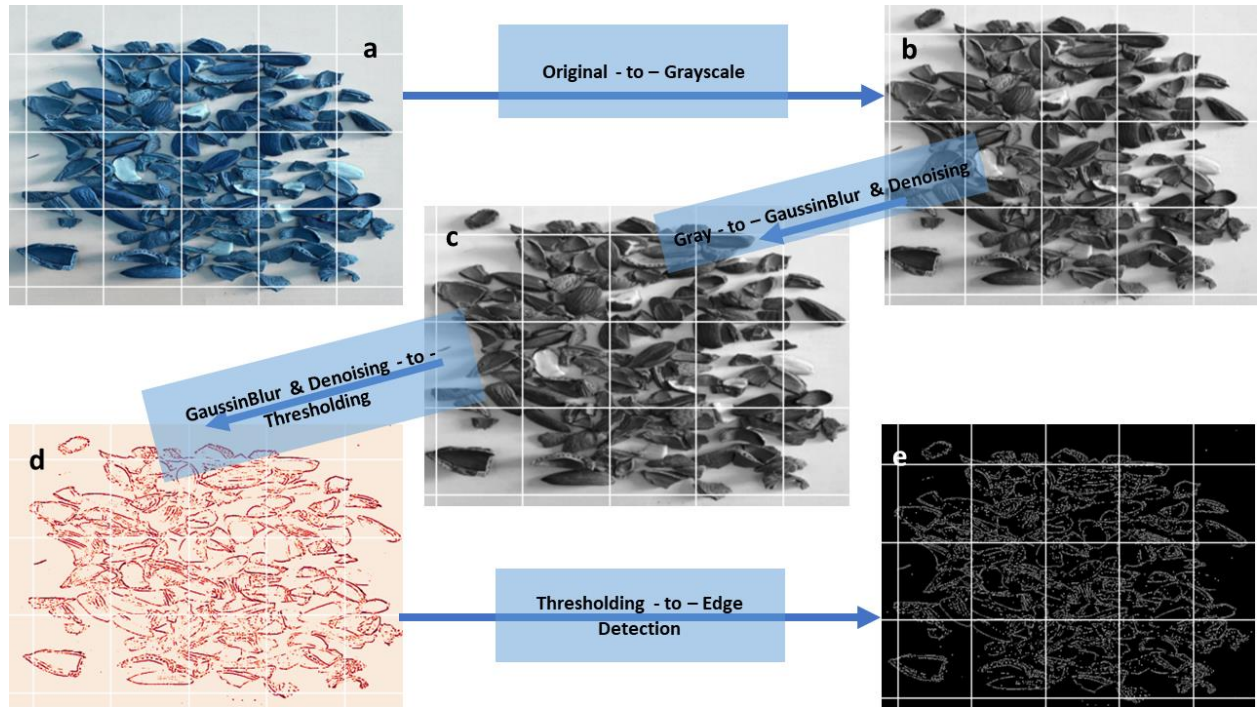 a
Original - to – Grayscale
b
Gray - to – GaussinBlur & Denoising
c
GaussinBlur & Denoising - to - –
Thresholding
d
Thresholding - to – Edge
Detection
e